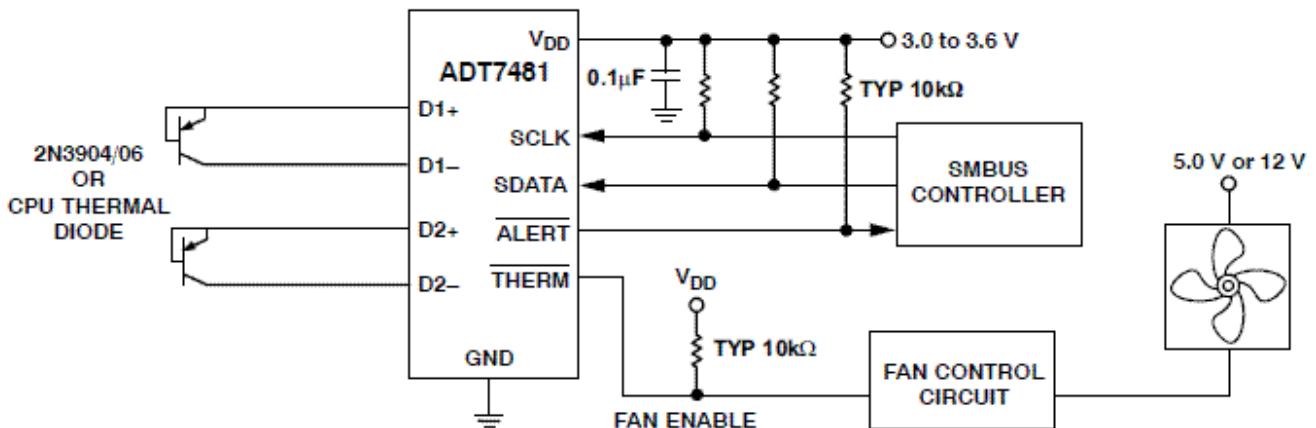 VDD
3.0 to 3.6 V
ADT7481
0.1μF
TYP 10kΩ
D1+
SCLK
2N3904/06
OR
CPU THERMAL
DIODE
D1–
SDATA
SMBUS
CONTROLLER
5.0 V or 12 V
D2+
ALERT
D2–
THERM
VDD
TYP 10kΩ
GND
FAN CONTROL
CIRCUIT
FAN ENABLE